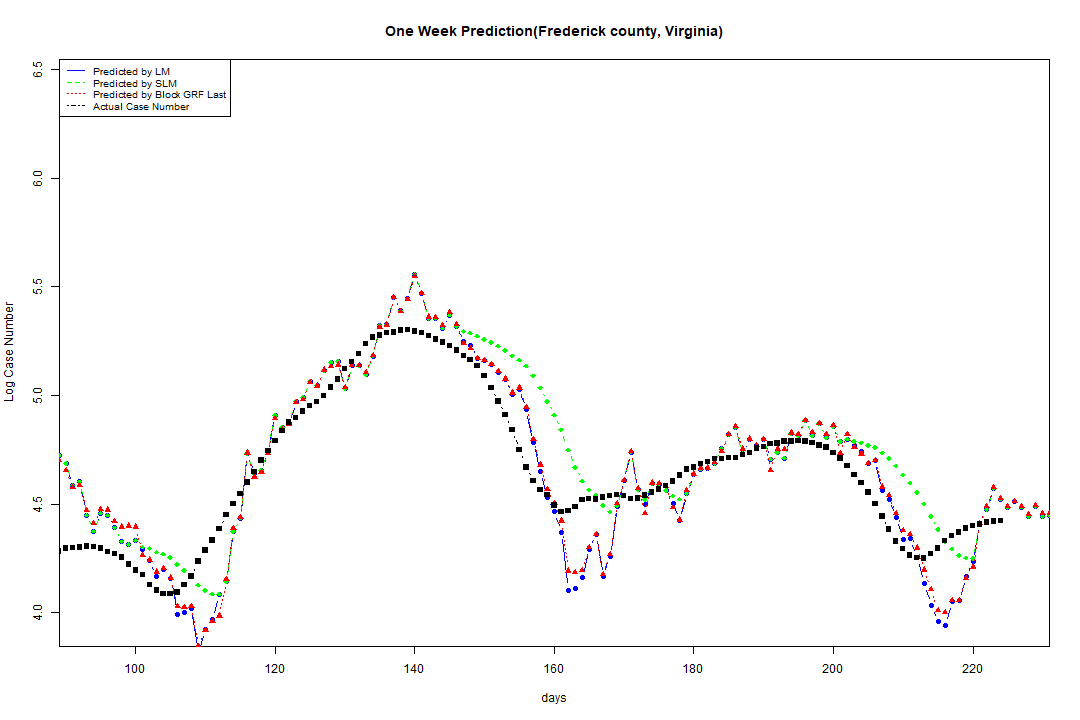 One Week Prediction(Frederick county, Virginia)
Predicted by LM
Predicted by SLM
Predicted by Block GRF Last
Actual Case Number
6.5
6.0
5.5
5.0
4.5
4.0
Log Case Number
100 120 140 160 180 200 220
days